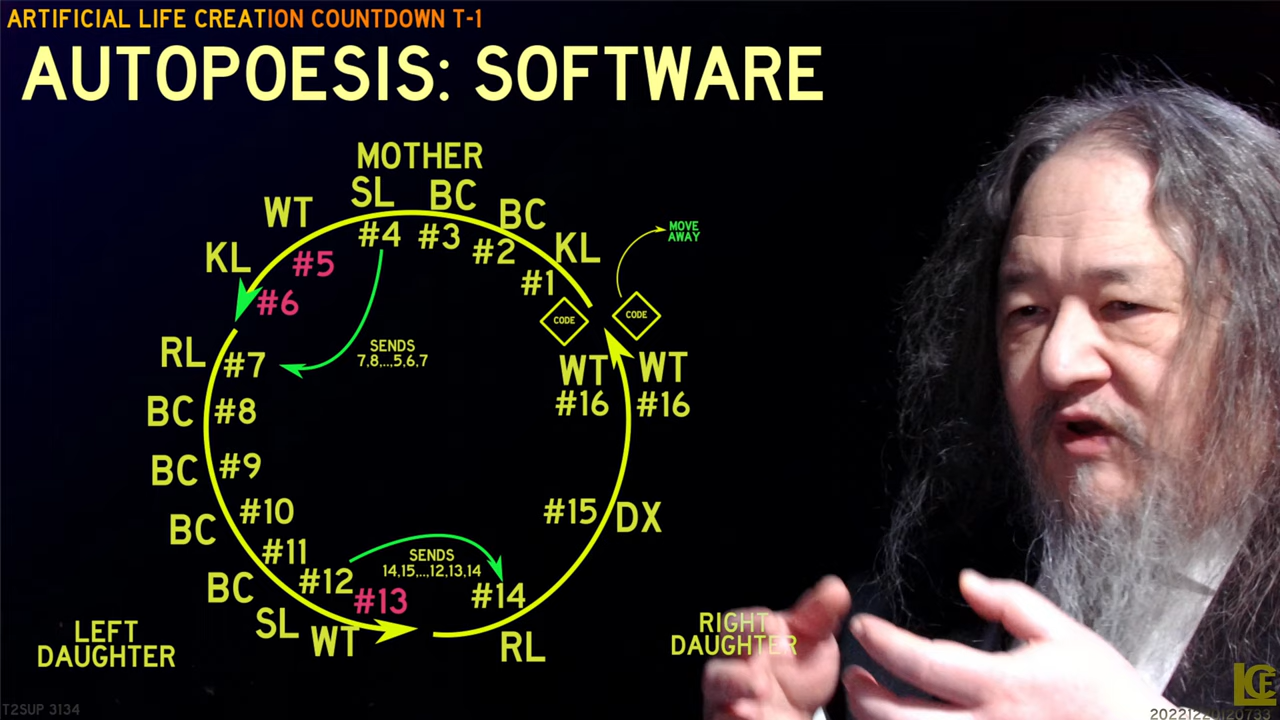 ARTIFICIAL LIFE CREATION COUNTDOWN T-1
AUTOPOESIS: SOFTWARE
MOTHER
SL
BC
WT
BC
KL
KL
#4
#3
#2
#5
#1
#6
MOVE
AWAY
CODE
CODE
RL
#7
SENDS
7,8,..,5,6,7
WT
WT
#16
#16
BC
#8
BC
#9
BC
#10
#15
DX
#11
BC
#12
SENDS
14,15,...,12,13,14
#13
#14
SL
WT
RL
LEFT
DAUGHTER
RIGHT
DAUGHTER
T2SUP 3134